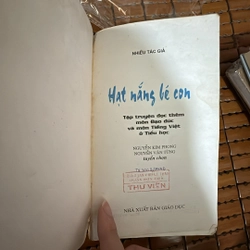 NHIỀU TÁC GIẢ
Hạt nắng bé con
Tập truyện đọc thêm
môn Đạo đức
và môn Tiếng Việt
ở Tiểu học
NGUYỄN KIM PHONG
NGUYỄN VĂN TÙNG
tuyển chọn
THƯ VIỆN
NHÀ XUẤT BẢN GIÁO DỤC